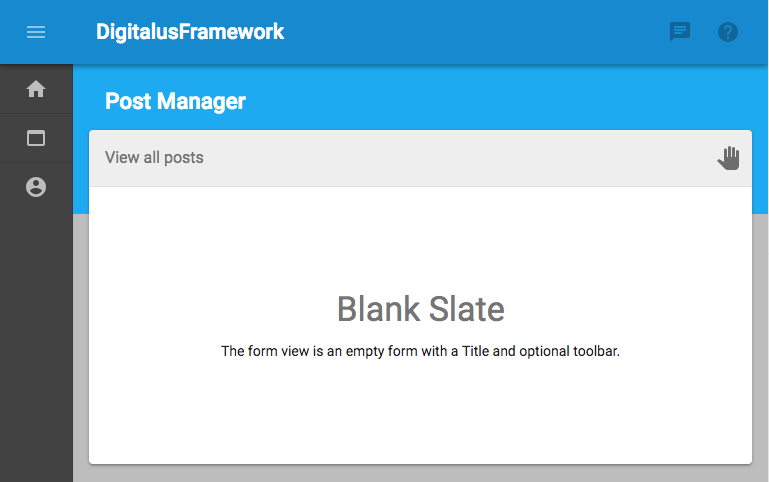 DigitalusFramework
Post Manager
View all posts
Blank Slate
The form view is an empty form with a Title and optional toolbar.